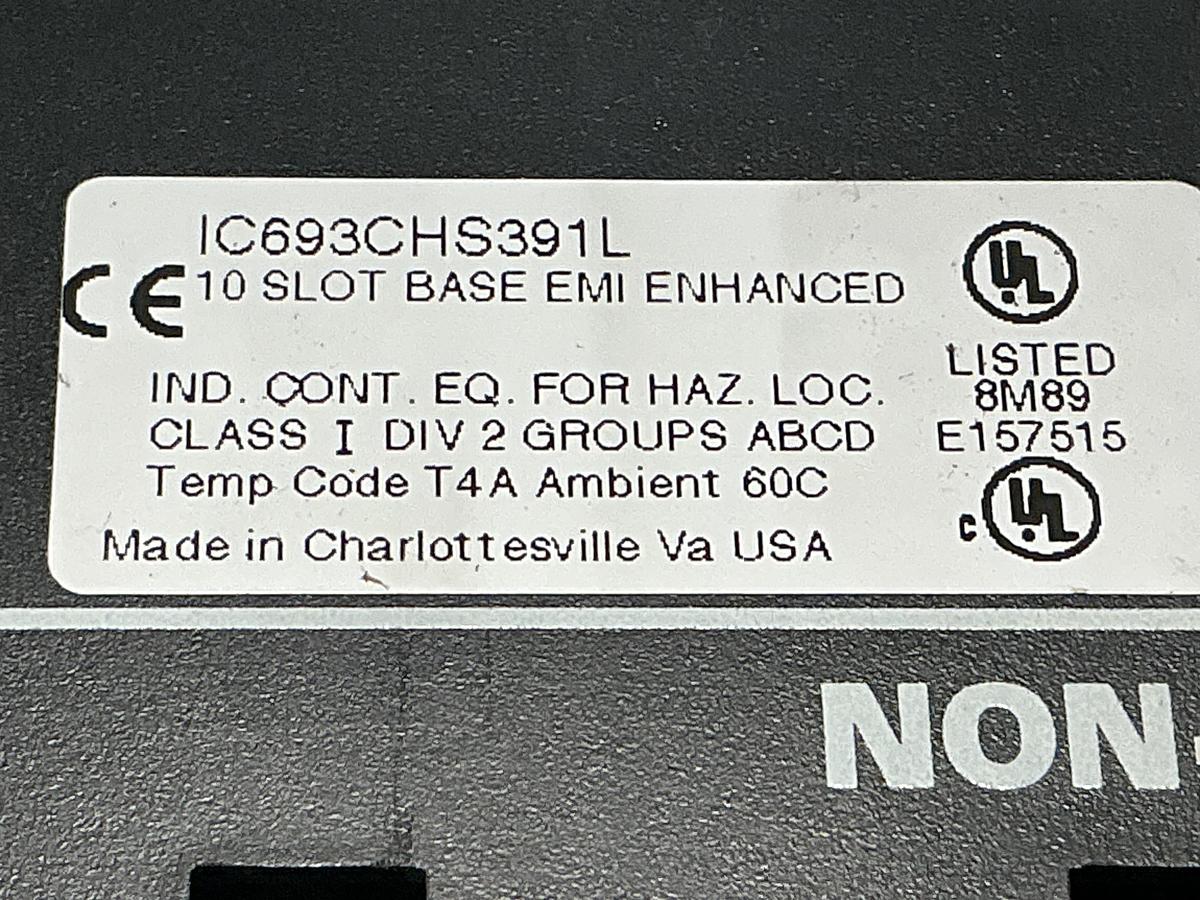 IC693CHS391L
CE 10 SLOT BASE EMI ENHANCED
IND. CONT. EQ. FOR HAZ. LOC.
CLASS I DIV 2 GROUPS ABCD
Temp Code T4A Ambient 60C
Made in Charlottesville Va USA
UL
LISTED
8M89
E157515
C UL
NON-